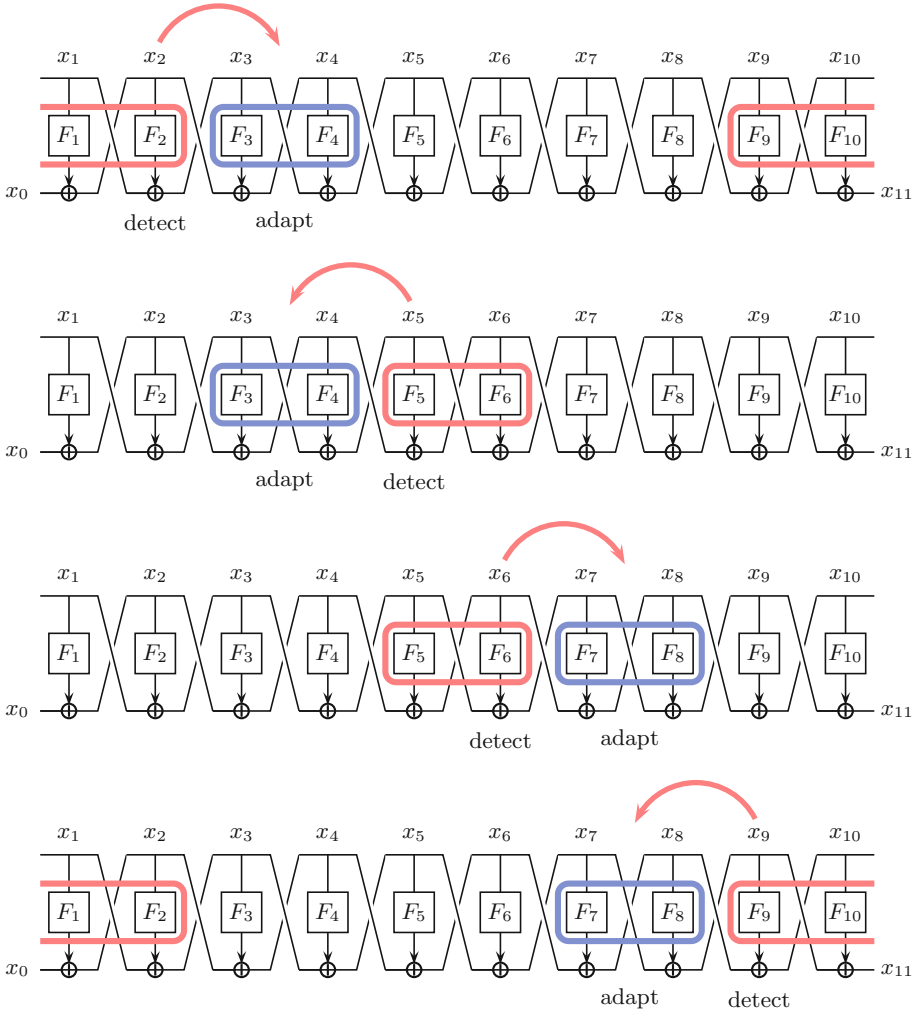 x₁ x₂ x₃ x₄ x₅ x₆ x₇ x₈ x₉ x₁₀
F₁ F₂ F₃ F₄ F₅ F₆ F₇ F₈ F₉ F₁₀
x₀ x₁₁
detect adapt
x₁ x₂ x₃ x₄ x₅ x₆ x₇ x₈ x₉ x₁₀
F₁ F₂ F₃ F₄ F₅ F₆ F₇ F₈ F₉ F₁₀
x₀ x₁₁
adapt detect
x₁ x₂ x₃ x₄ x₅ x₆ x₇ x₈ x₉ x₁₀
F₁ F₂ F₃ F₄ F₅ F₆ F₇ F₈ F₉ F₁₀
x₀ x₁₁
detect adapt
x₁ x₂ x₃ x₄ x₅ x₆ x₇ x₈ x₉ x₁₀
F₁ F₂ F₃ F₄ F₅ F₆ F₇ F₈ F₉ F₁₀
x₀ x₁₁
adapt detect